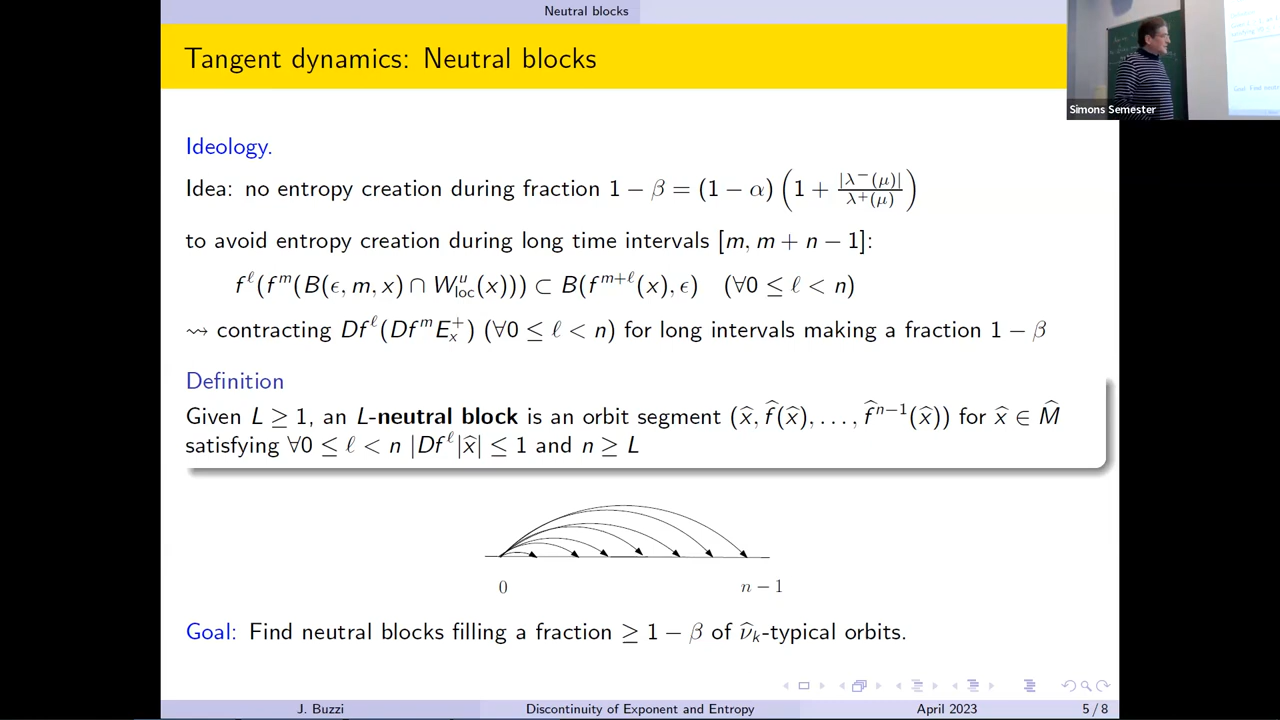 Neutral blocks
Tangent dynamics: Neutral blocks
Simons Semester
Ideology.
Idea: no entropy creation during fraction 1 − β = (1 − α) (1 + |λ⁻(μ)| / λ⁺(μ))
to avoid entropy creation during long time intervals [m, m + n − 1]:
f^ℓ(f^m(B(ϵ, m, x) ∩ W^u_loc(x))) ⊂ B(f^{m+ℓ}(x), ϵ) (∀0 ≤ ℓ < n)
⇝ contracting Df^ℓ(Df^m E_x^+) (∀0 ≤ ℓ < n) for long intervals making a fraction 1 − β
Definition
Given L ≥ 1, an L-neutral block is an orbit segment (x̂, f̂(x̂), . . . , f̂^{n−1}(x̂)) for x̂ ∈ M̂
satisfying ∀0 ≤ ℓ < n |Df^ℓ|x̂| ≤ 1 and n ≥ L
0 n − 1
Goal: Find neutral blocks filling a fraction ≥ 1 − β of ν̂_k-typical orbits.
J. Buzzi Discontinuity of Exponent and Entropy April 2023 5 / 8